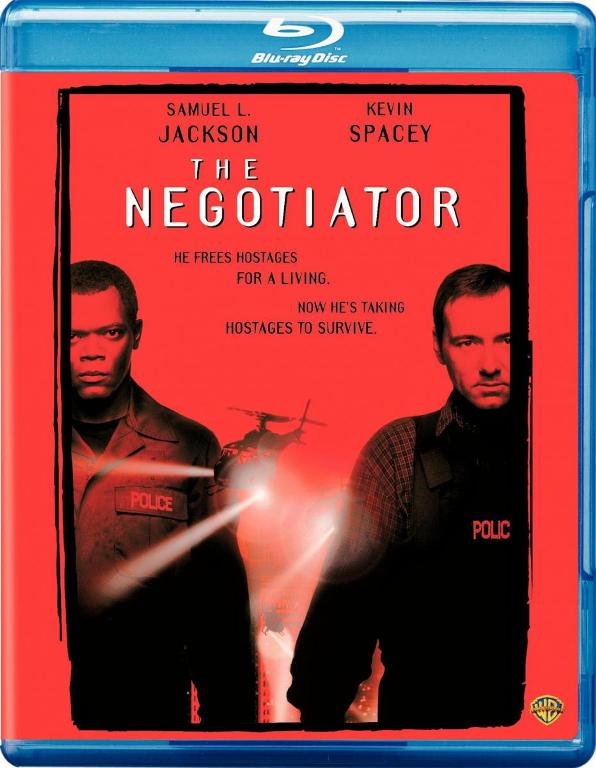 Blu-ray Disc
SAMUEL L. KEVIN
JACKSON SPACEY
THE
NEGOTIATOR
HE FREES HOSTAGES
FOR A LIVING.
NOW HE'S TAKING
HOSTAGES TO SURVIVE.
POLICE
POLIC
WB